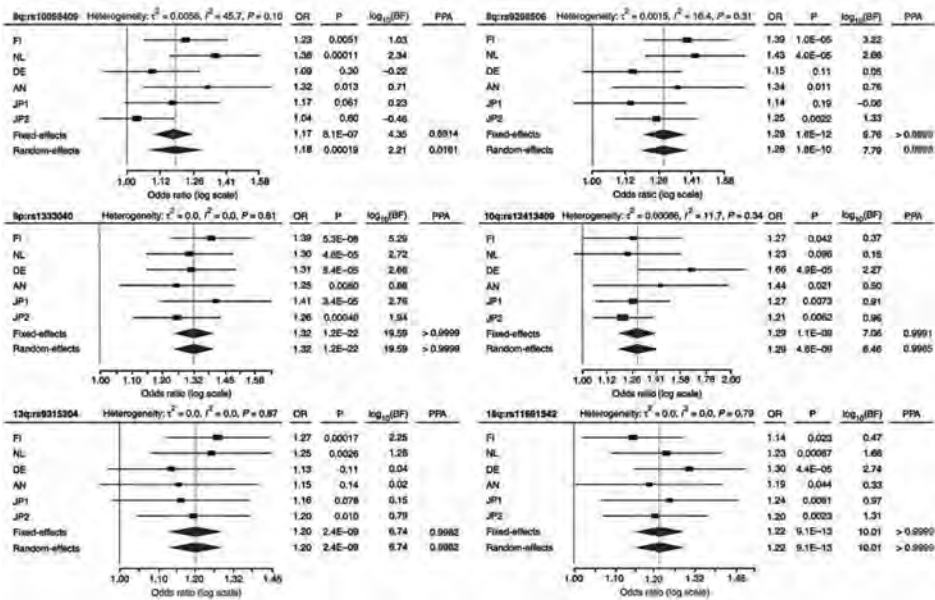 8q:rs10958409 Heterogeneity: τ² = 0.0058, I² = 45.7, P = 0.10 OR P log₁₀(BF) PPA
FI 1.23 0.0051 1.03
NL 1.36 0.00011 2.34
DE 1.09 0.30 −0.22
AN 1.32 0.013 0.71
JP1 1.17 0.061 0.23
JP2 1.04 0.60 −0.46
Fixed-effects 1.17 8.1E−07 4.35 0.6914
Random-effects 1.18 0.00019 2.21 0.0161
1.00 1.12 1.26 1.41 1.58
Odds ratio (log scale)
8q:rs9298506 Heterogeneity: τ² = 0.0015, I² = 16.4, P = 0.31 OR P log₁₀(BF) PPA
FI 1.39 1.0E−05 3.22
NL 1.43 4.0E−05 2.66
DE 1.15 0.11 0.05
AN 1.34 0.011 0.76
JP1 1.14 0.19 −0.06
JP2 1.25 0.0022 1.33
Fixed-effects 1.28 9.76
Random-effects 1.28 7.79
1.00 1.12 1.26 1.41 1.58
Odds ratio (log scale)
9p:rs1333040 Heterogeneity: τ² = 0.0, I² = 0.0, P = 0.81 OR P log₁₀(BF) PPA
FI 1.39 5.3E−08 5.29
NL 1.30 4.8E−05 2.72
DE 1.31 5.4E−05 2.66
AN 1.25 0.0080 0.86
JP1 1.41 3.4E−05 2.76
JP2 1.26 0.00040 1.94
Fixed-effects 1.32 1.2E−22 19.59 > 0.9999
Random-effects 1.32 1.2E−22 19.59 > 0.9999
1.00 1.10 1.20 1.32 1.45 1.58
Odds ratio (log scale)
10q:rs12413409 Heterogeneity: τ² = 0.00086, I² = 11.7, P = 0.34 OR P log₁₀(BF) PPA
FI 1.27 0.042 0.37
NL 1.23 0.096 0.15
DE 1.66 4.9E−05 2.27
AN 1.44 0.021 0.50
JP1 1.27 0.0073 0.91
JP2 1.21 0.0062 0.96
Fixed-effects 1.29 1.1E−09 7.06 0.9991
Random-effects 1.29 4.6E−09 6.46 0.9965
1.00 1.12 1.26 1.41 1.58 1.78 2.00
Odds ratio (log scale)
13q:rs9315204 Heterogeneity: τ² = 0.0, I² = 0.0, P = 0.87 OR P log₁₀(BF) PPA
FI 1.27 0.00017 2.25
NL 1.25 0.0026 1.28
DE 1.13 0.11 0.04
AN 1.15 0.14 0.02
JP1 1.16 0.078 0.15
JP2 1.20 0.010 0.79
Fixed-effects 1.20 2.4E−09 6.74 0.9982
Random-effects 1.20 2.4E−09 6.74 0.9982
1.00 1.10 1.20 1.32 1.45
Odds ratio (log scale)
18q:rs11661542 Heterogeneity: τ² = 0.0, I² = 0.0, P = 0.79 OR P log₁₀(BF) PPA
FI 1.14 0.023 0.47
NL 1.23 0.00087 1.66
DE 1.30 4.4E−05 2.74
AN 1.19 0.044 0.33
JP1 1.24 0.0061 0.97
JP2 1.20 0.0023 1.31
Fixed-effects 1.22 9.1E−13 10.01 > 0.9999
Random-effects 1.22 9.1E−13 10.01 > 0.9999
1.00 1.10 1.20 1.32 1.45
Odds ratio (log scale)